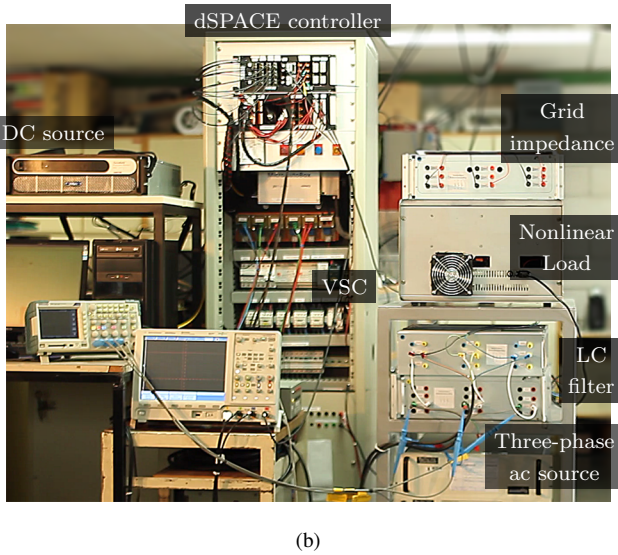 dSPACE controller
DC source
Grid
impedance
Nonlinear
Load
VSC
LC
filter
Three-phase
ac source
(b)